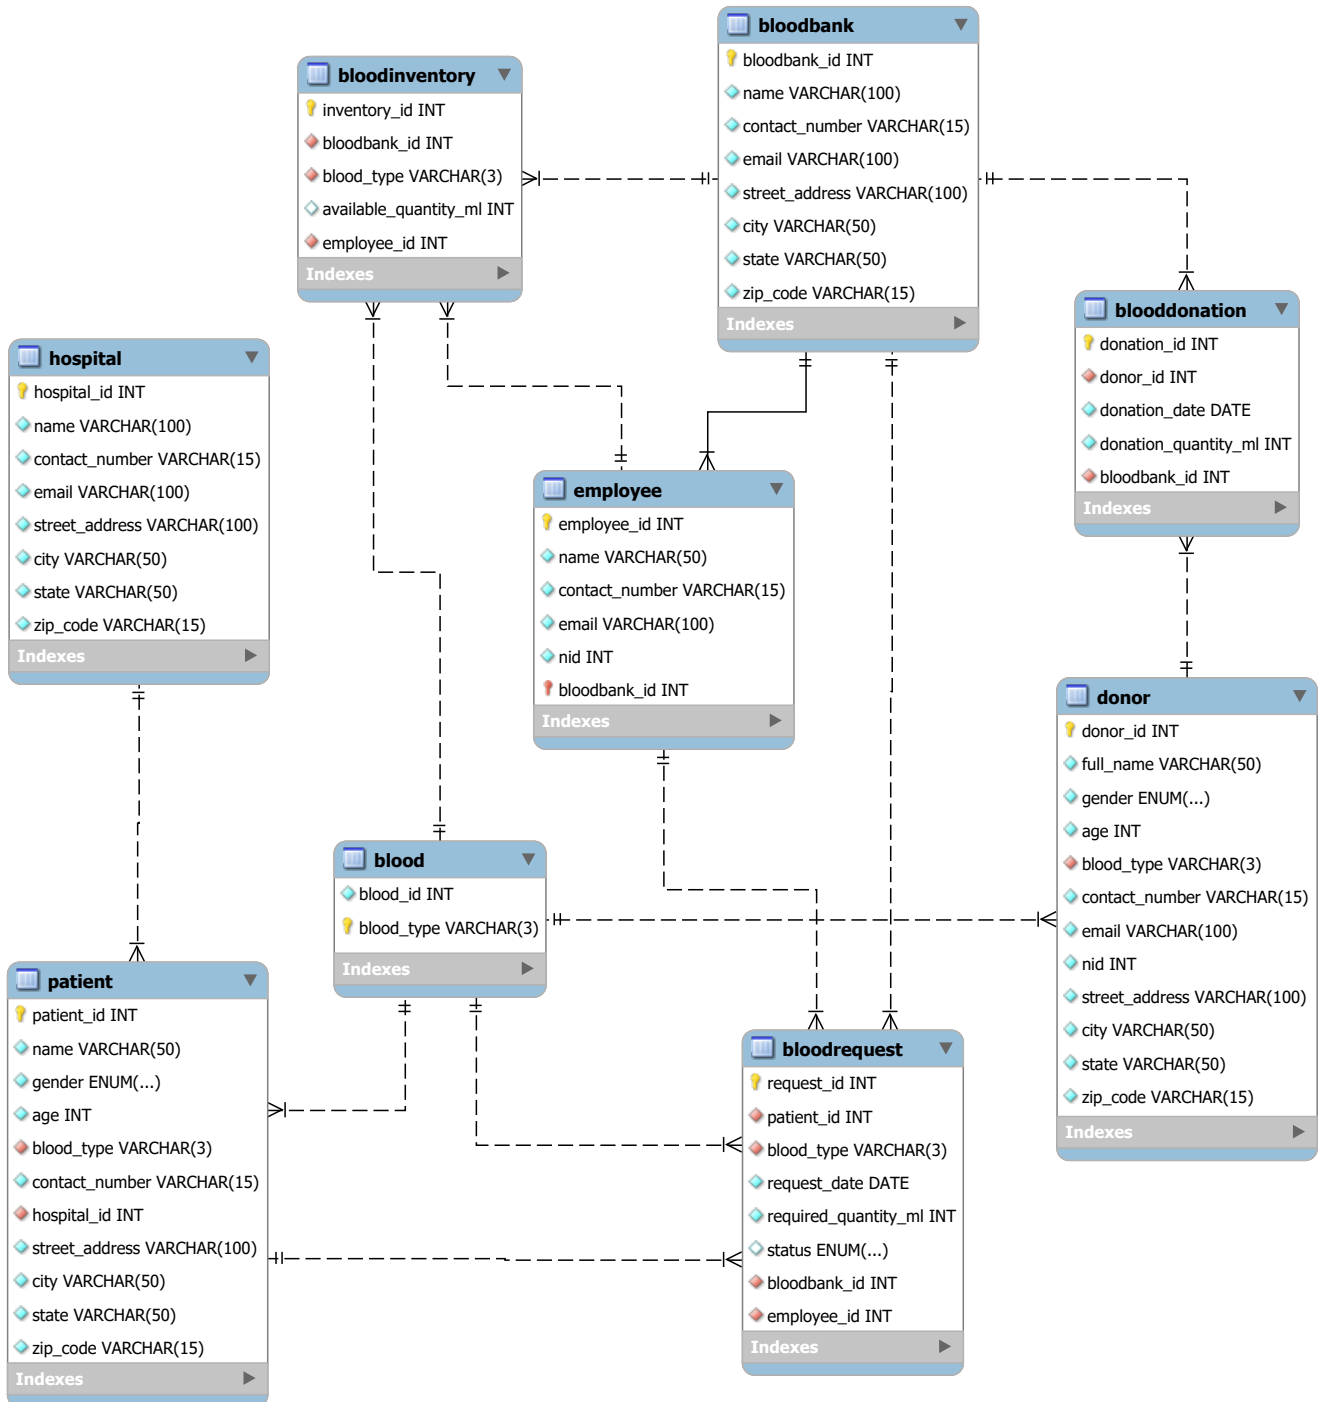 bloodbank
bloodbank_id INT
name VARCHAR(100)
contact_number VARCHAR(15)
email VARCHAR(100)
street_address VARCHAR(100)
city VARCHAR(50)
state VARCHAR(50)
zip_code VARCHAR(15)
Indexes
bloodinventory
inventory_id INT
bloodbank_id INT
blood_type VARCHAR(3)
available_quantity_ml INT
employee_id INT
Indexes
blooddonation
donation_id INT
donor_id INT
donation_date DATE
donation_quantity_ml INT
bloodbank_id INT
Indexes
hospital
hospital_id INT
name VARCHAR(100)
contact_number VARCHAR(15)
email VARCHAR(100)
street_address VARCHAR(100)
city VARCHAR(50)
state VARCHAR(50)
zip_code VARCHAR(15)
Indexes
employee
employee_id INT
name VARCHAR(50)
contact_number VARCHAR(15)
email VARCHAR(100)
nid INT
bloodbank_id INT
Indexes
donor
donor_id INT
full_name VARCHAR(50)
gender ENUM(...)
age INT
blood_type VARCHAR(3)
contact_number VARCHAR(15)
email VARCHAR(100)
nid INT
street_address VARCHAR(100)
city VARCHAR(50)
state VARCHAR(50)
zip_code VARCHAR(15)
Indexes
blood
blood_id INT
blood_type VARCHAR(3)
Indexes
patient
patient_id INT
name VARCHAR(50)
gender ENUM(...)
age INT
blood_type VARCHAR(3)
contact_number VARCHAR(15)
hospital_id INT
street_address VARCHAR(100)
city VARCHAR(50)
state VARCHAR(50)
zip_code VARCHAR(15)
Indexes
bloodrequest
request_id INT
patient_id INT
blood_type VARCHAR(3)
request_date DATE
required_quantity_ml INT
status ENUM(...)
bloodbank_id INT
employee_id INT
Indexes